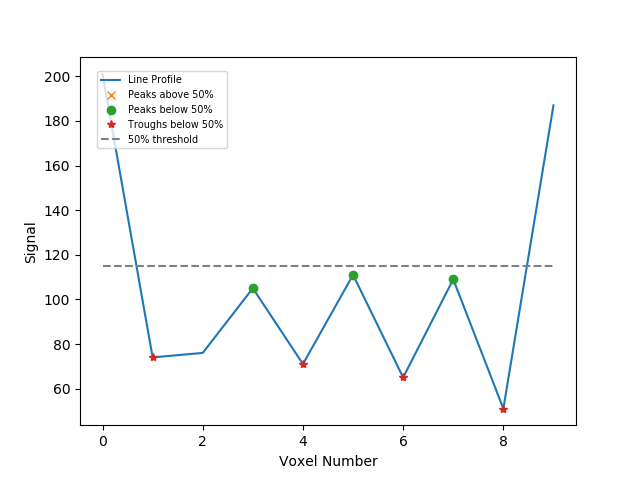 200
180
160
140
120
100
80
60
Signal
Line Profile
Peaks above 50%
Peaks below 50%
Troughs below 50%
50% threshold
0 2 4 6 8
Voxel Number